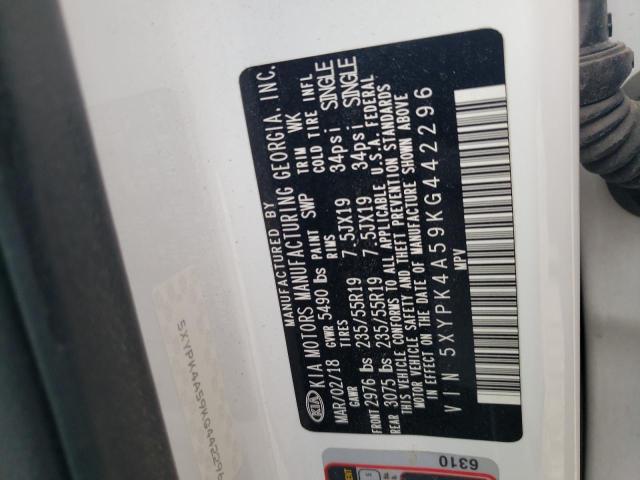 MANUFACTURED BY
KIA KIA MOTORS MANUFACTURING GEORGIA, INC.
MAR/02/18 GVWR 5490 lbs PAINT SWP TRIM WK
GAWR TIRES RIMS COLD TIRE INFL
FRONT 2976 lbs 235/55R19 7.5JX19 34psi SINGLE
REAR 3075 lbs 235/55R19 7.5JX19 34psi SINGLE
THIS VEHICLE CONFORMS TO ALL APPLICABLE U.S.A. FEDERAL
MOTOR VEHICLE SAFETY AND THEFT PREVENTION STANDARDS
IN EFFECT ON THE DATE OF MANUFACTURE SHOWN ABOVE
VIN 5XYPK4A59KG442296
MPV
5XYPK4A59KG442296
6310